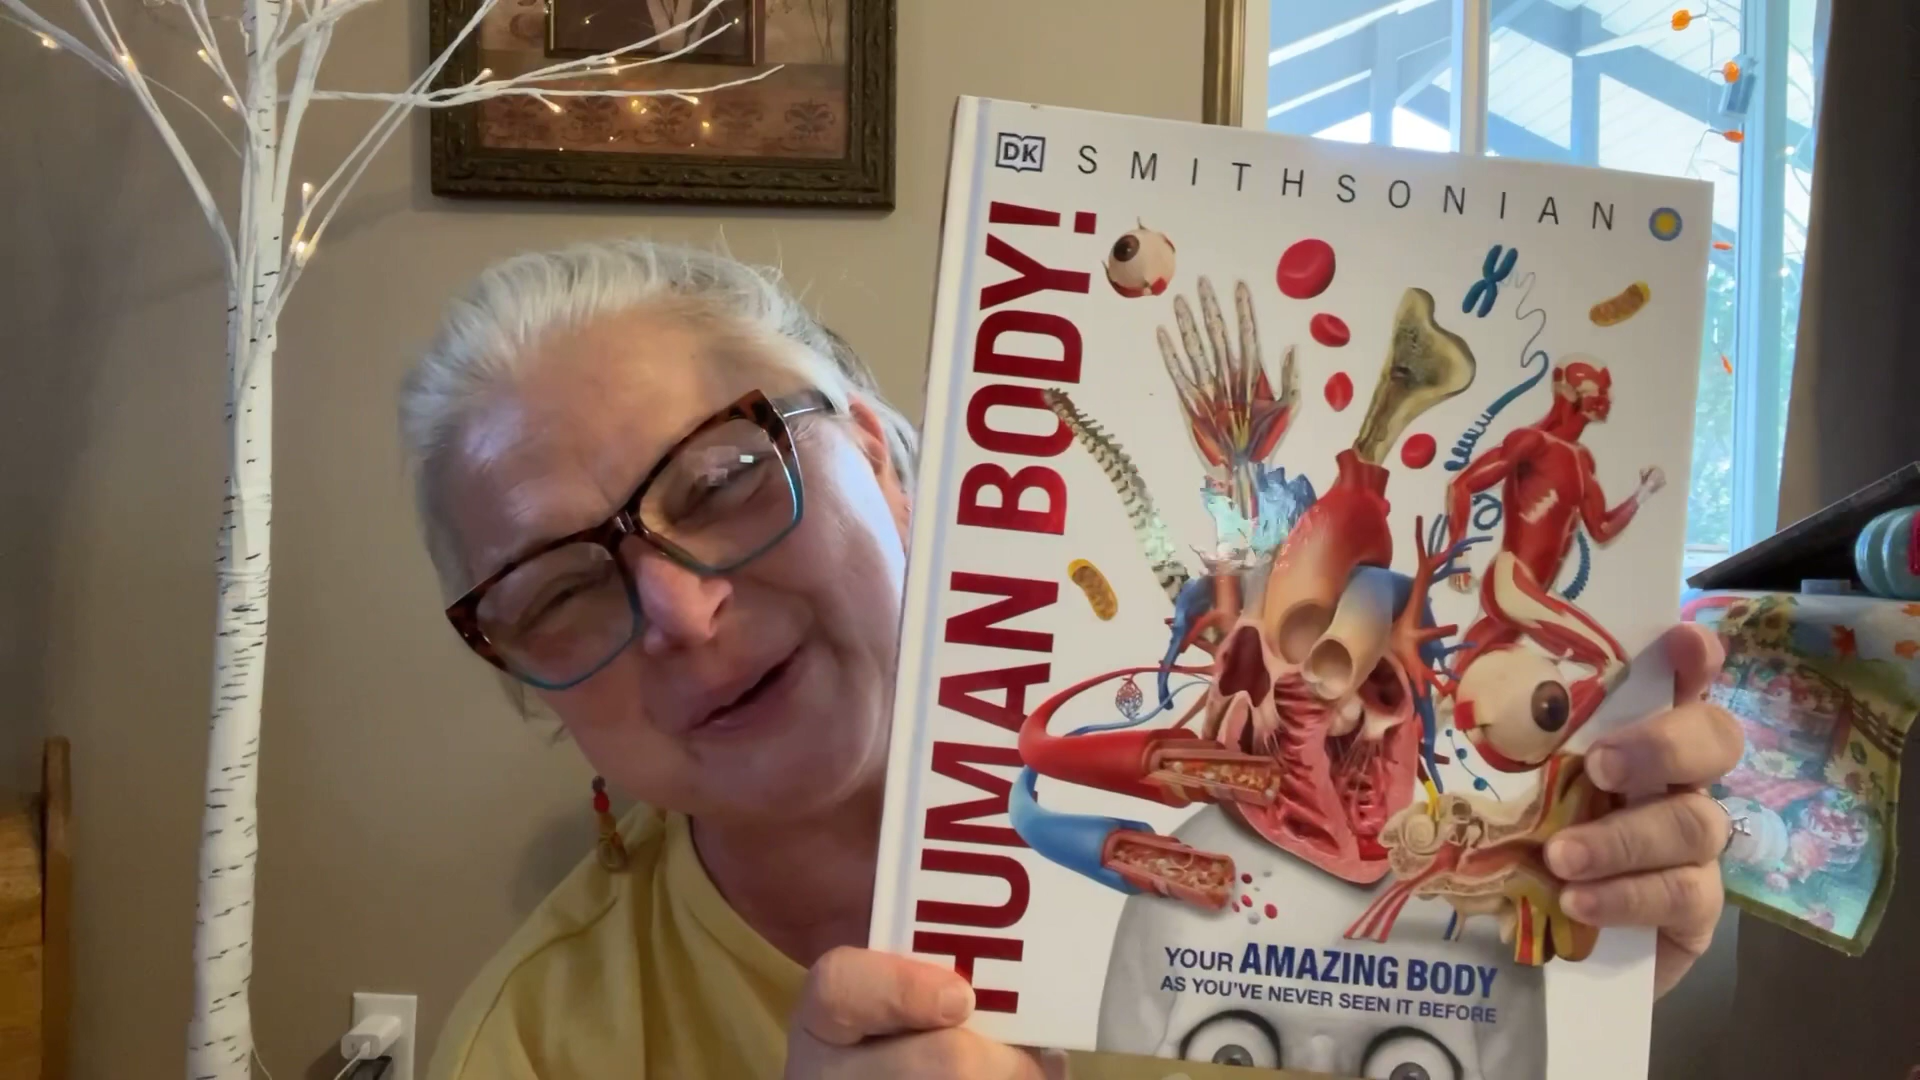 DK SMITHSONIAN
HUMAN BODY!
YOUR AMAZING BODY
AS YOU'VE NEVER SEEN IT BEFORE